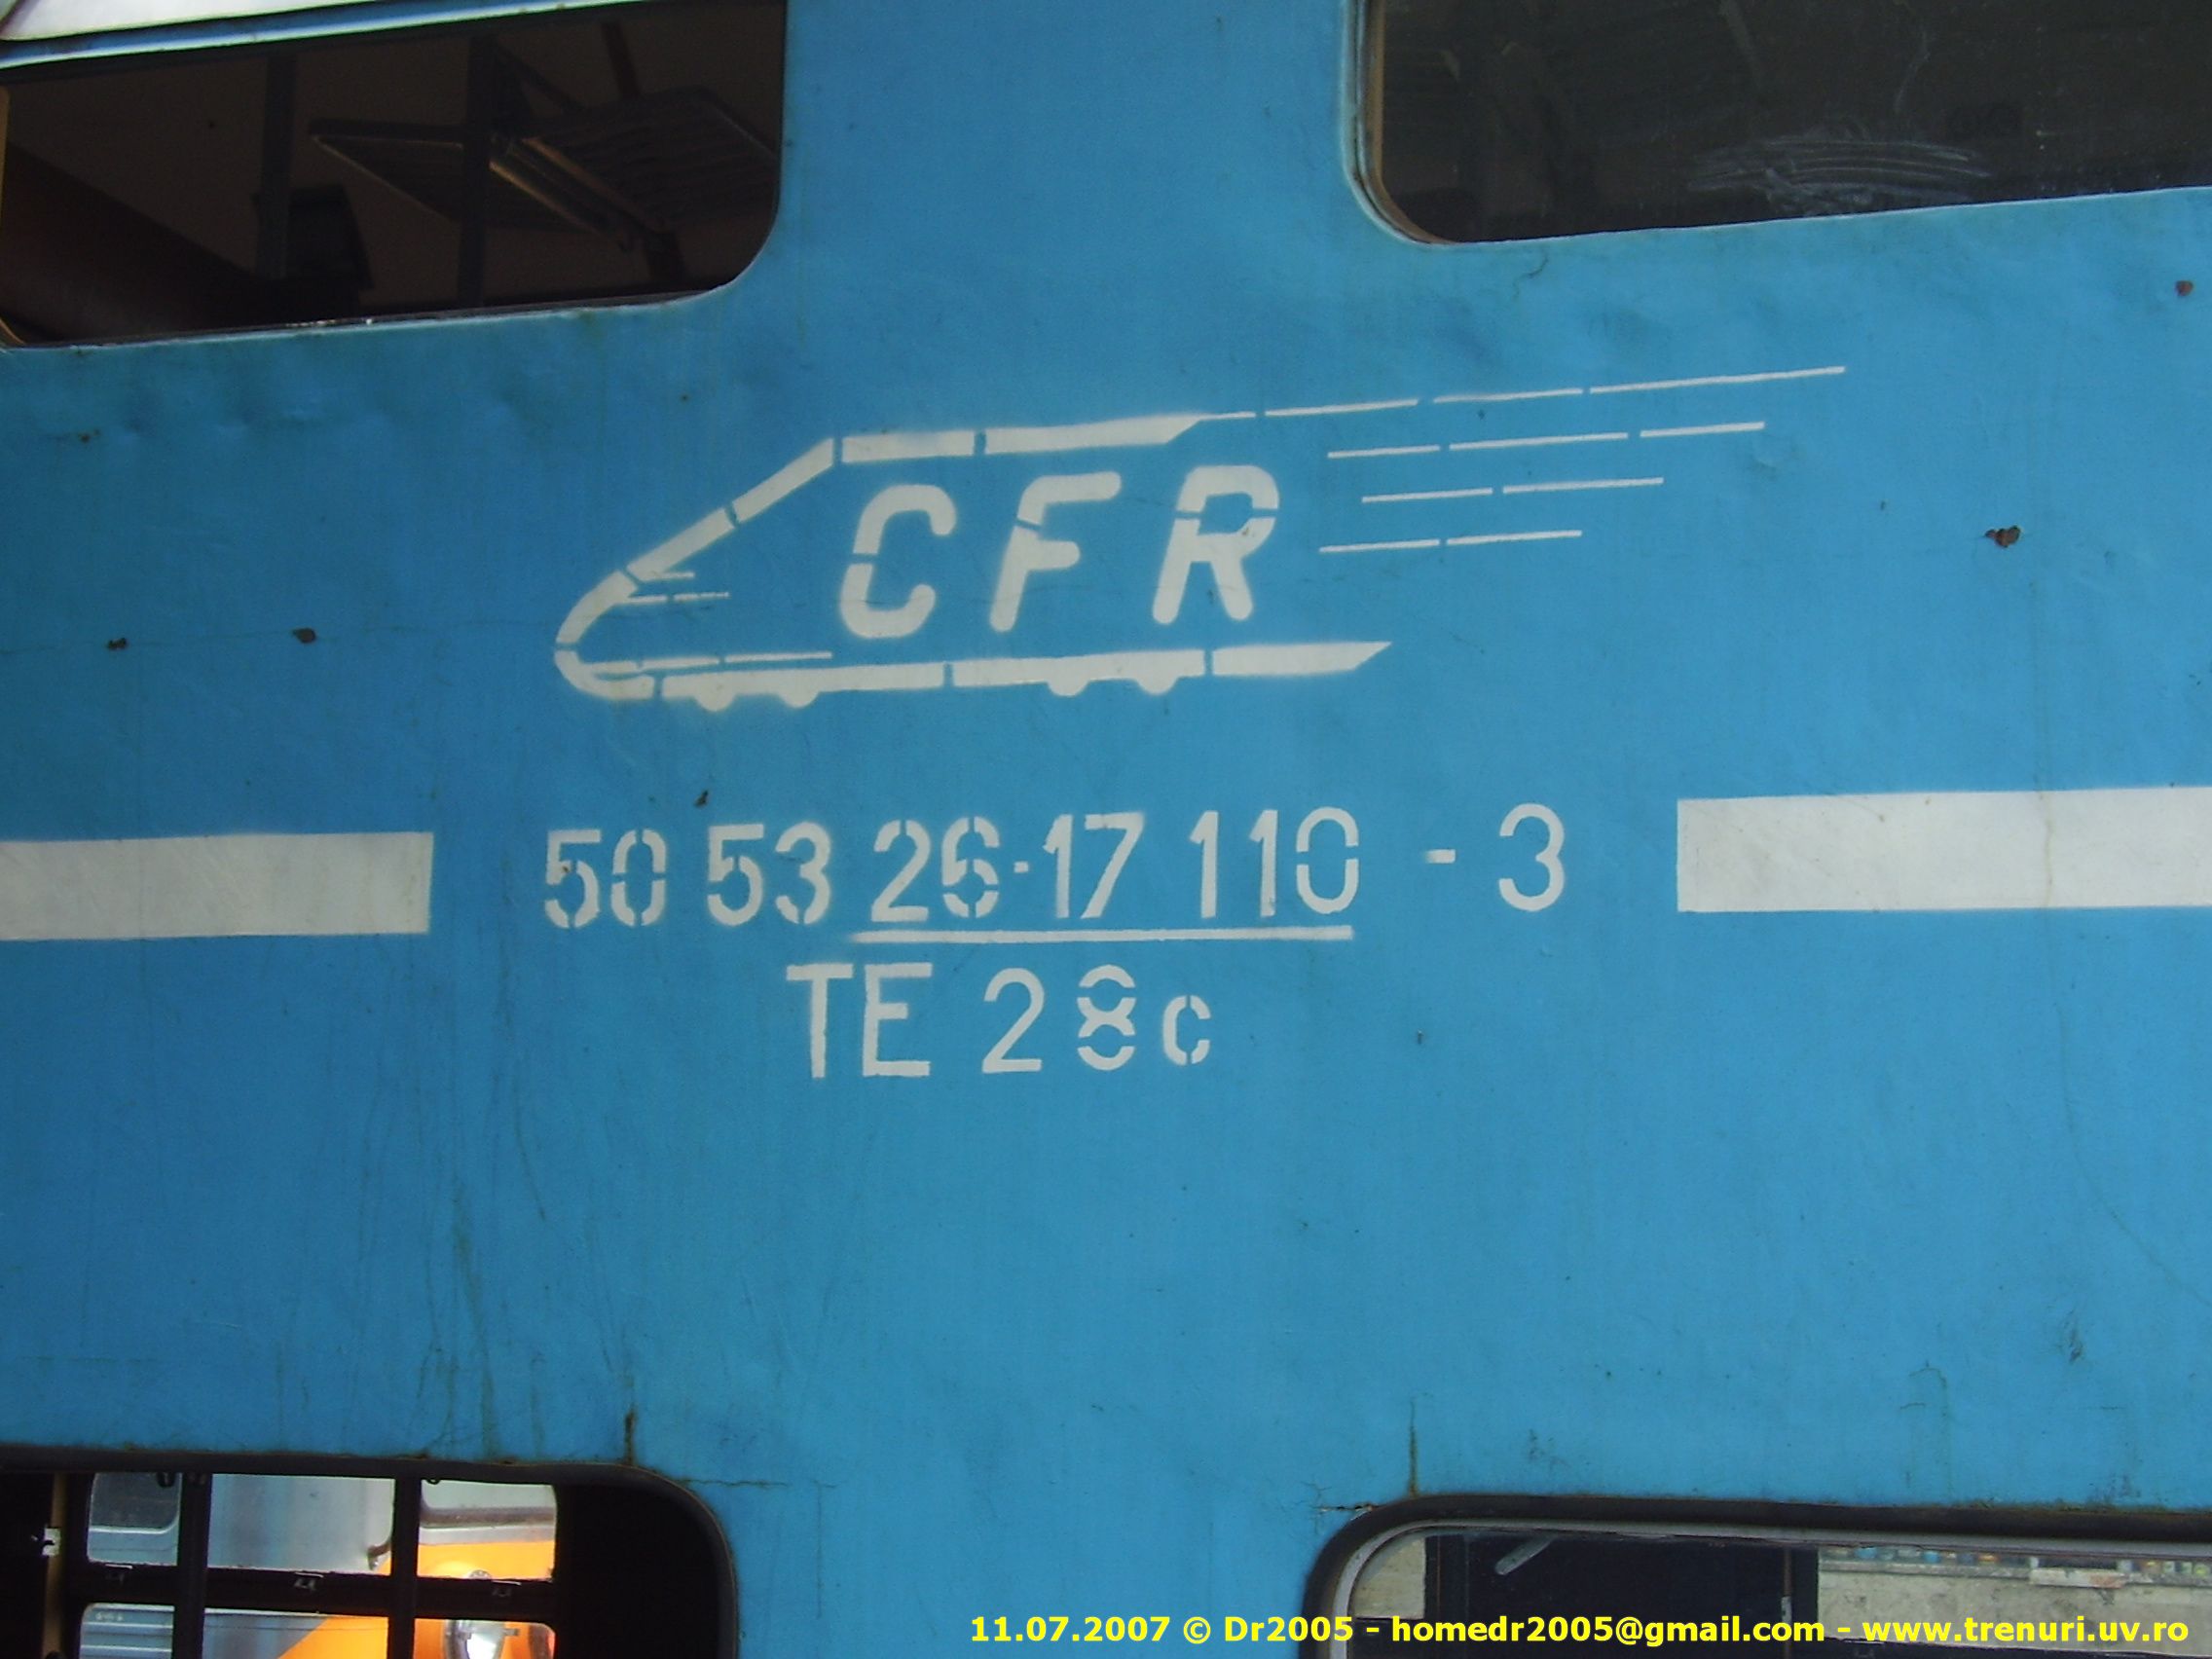 CFR
50 53 26-17 110 - 3
TE 28c
11.07.2007 © Dr2005 - homedr2005@gmail.com - www.trenuri.uv.ro